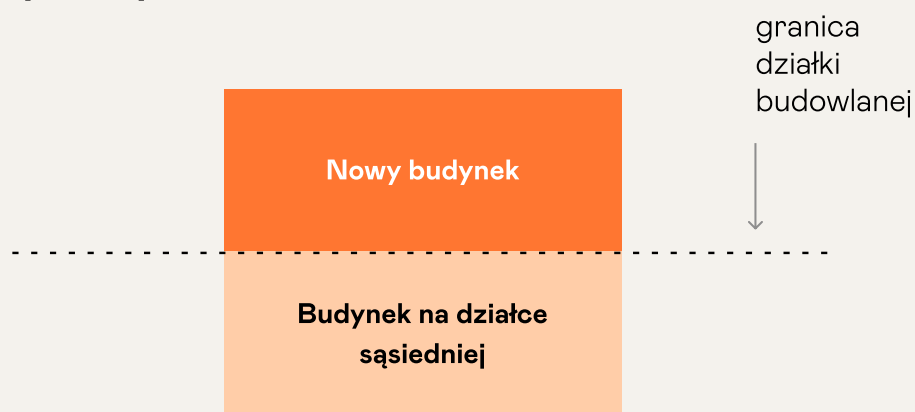 granica
działki
budowlanej
Nowy budynek
Budynek na działce
sąsiedniej